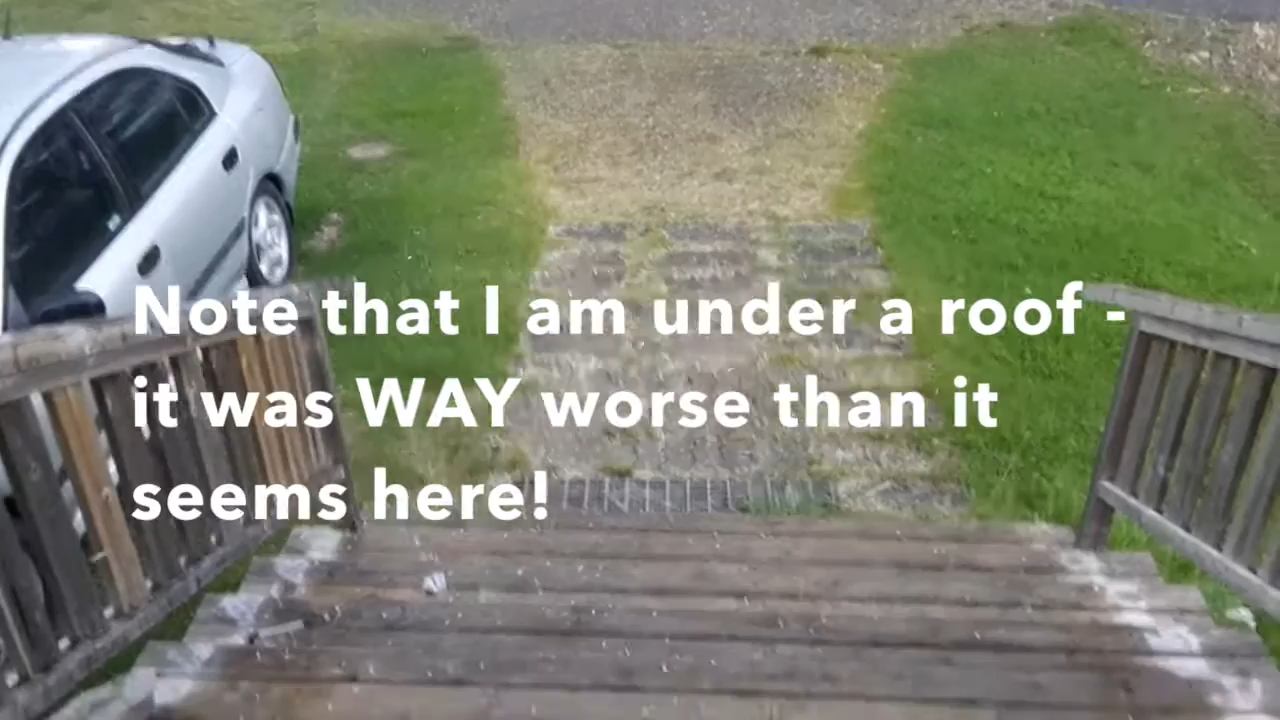 Note that I am under a roof -
it was WAY worse than it
seems here!